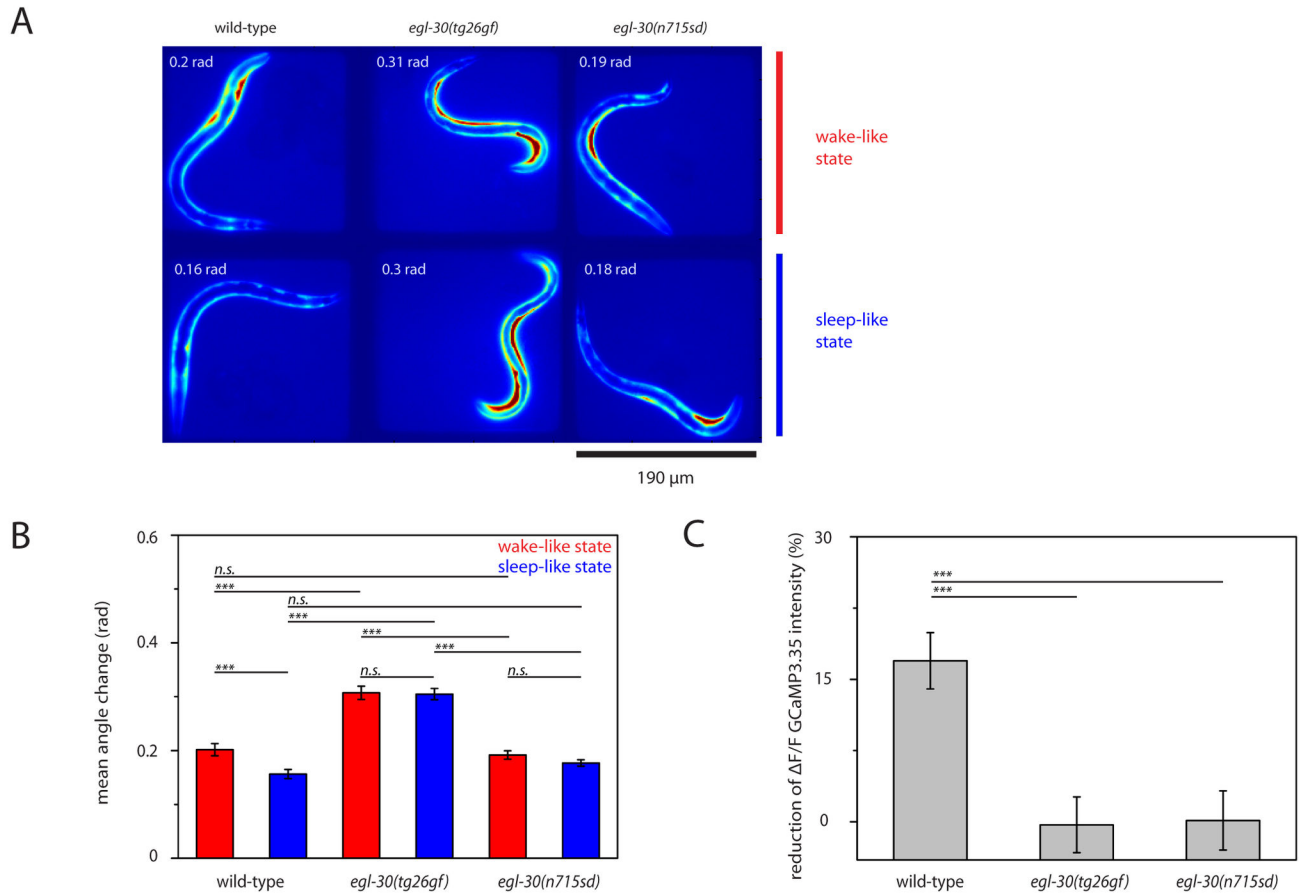 A
wild-type egl-30(tg26gf) egl-30(n715sd)
0.2 rad 0.31 rad 0.19 rad
wake-like
state
0.16 rad 0.3 rad 0.18 rad
sleep-like
state
190 µm
B
mean angle change (rad)
0.6
0.4
0.2
0
wake-like state
sleep-like state
n.s.
***
n.s.
***
***
***
***
n.s.
n.s.
wild-type egl-30(tg26gf) egl-30(n715sd)
C
reduction of ΔF/F GCaMP3.35 intensity (%)
30
15
0
***
***
wild-type egl-30(tg26gf) egl-30(n715sd)